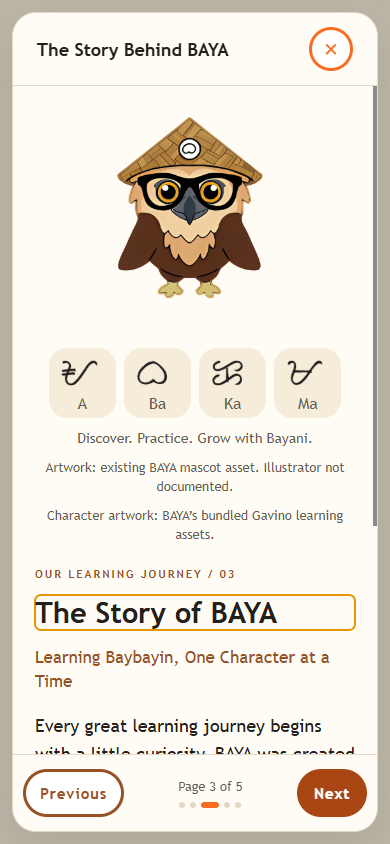 The Story Behind BAYA
ᜊ
ᜀ ᜊ ᜃ ᜋ
A Ba Ka Ma
Discover. Practice. Grow with Bayani.
Artwork: existing BAYA mascot asset. Illustrator not
documented.
Character artwork: BAYA’s bundled Gavino learning
assets.
OUR LEARNING JOURNEY / 03
The Story of BAYA
Learning Baybayin, One Character at a
Time
Every great learning journey begins
with a little curiosity. BAYA was created
Previous
Page 3 of 5
Next